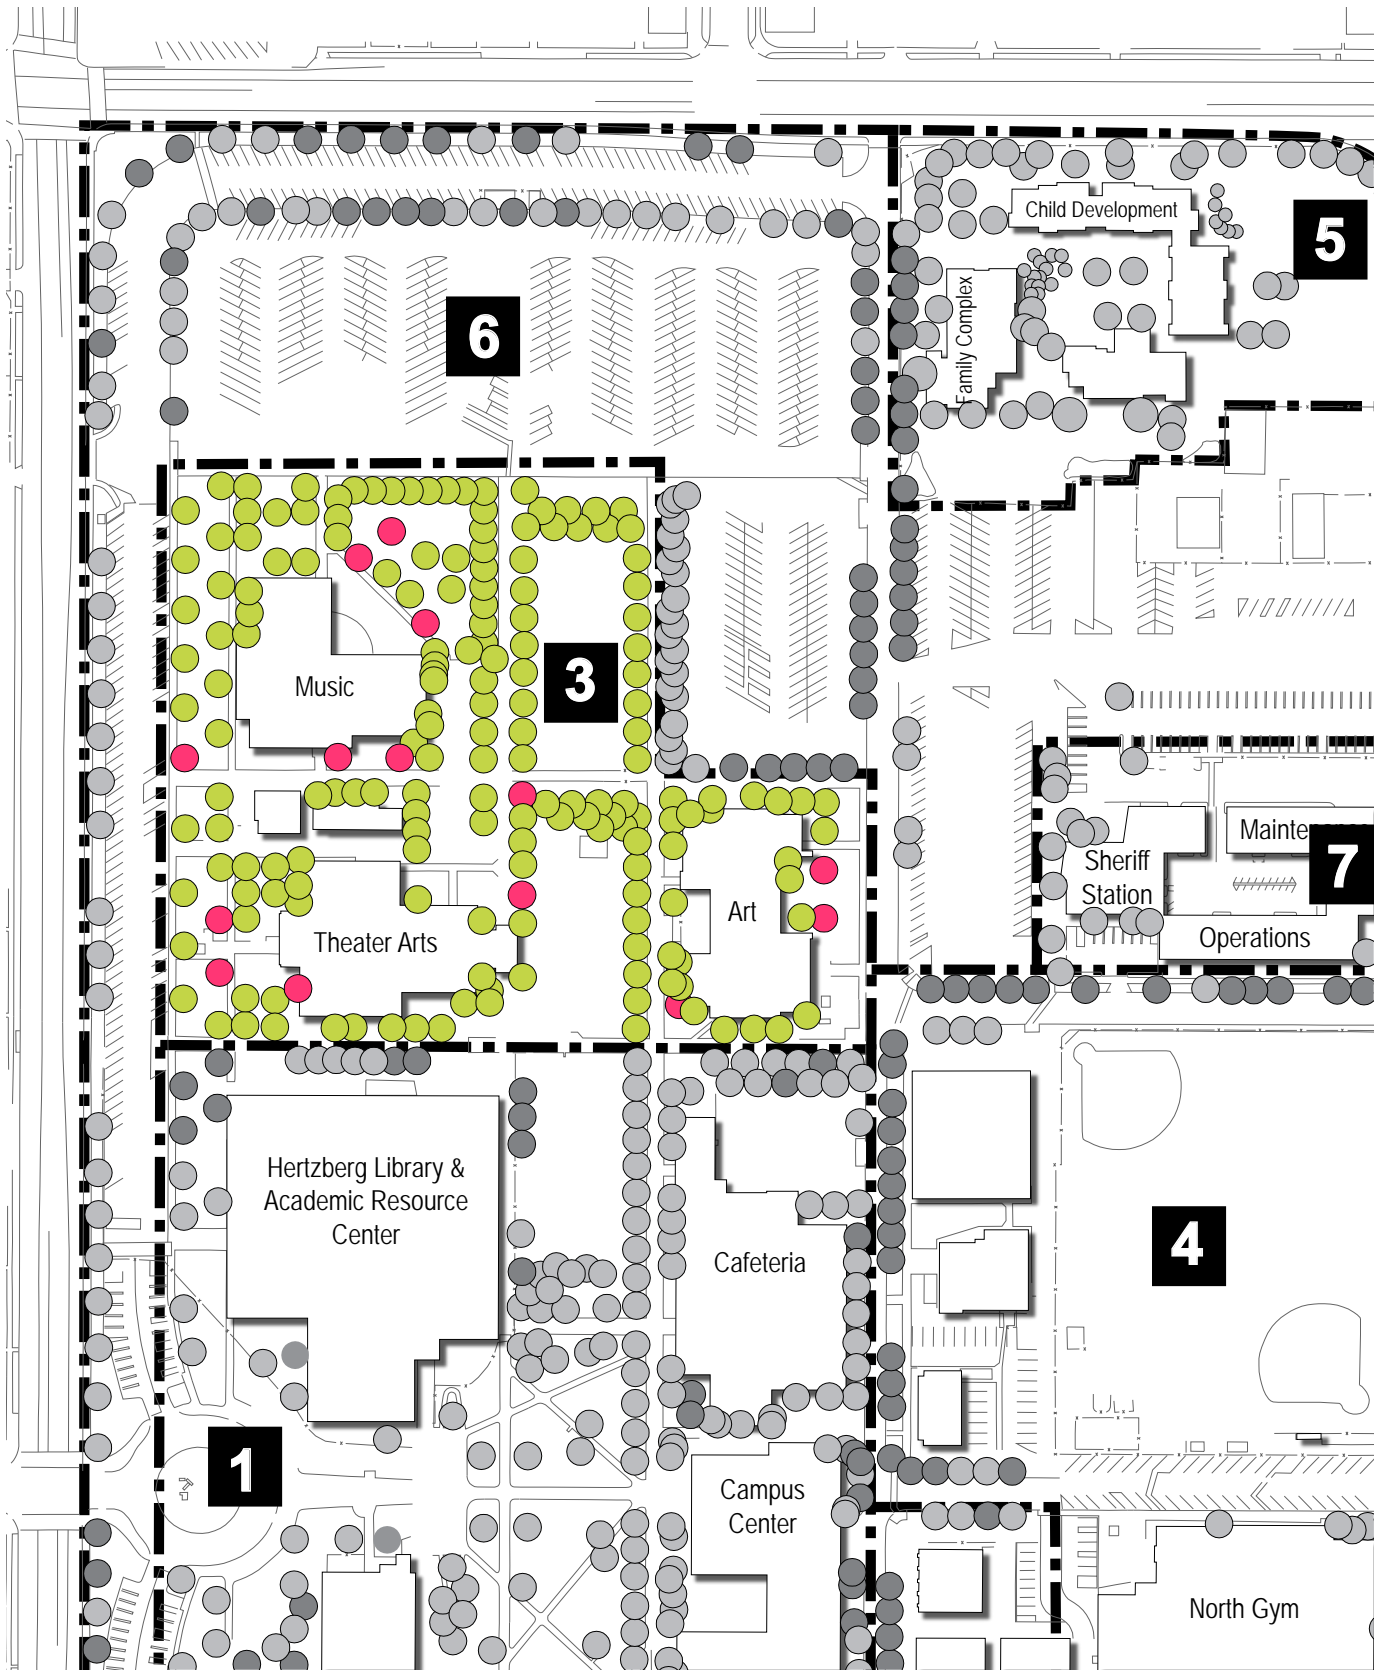 Child Development
5
Family Complex
6
Music
3
Maintenance
7
Sheriff
Station
Art
Theater Arts
Operations
Hertzberg Library &
Academic Resource
Center
Cafeteria
4
1
Campus
Center
North Gym